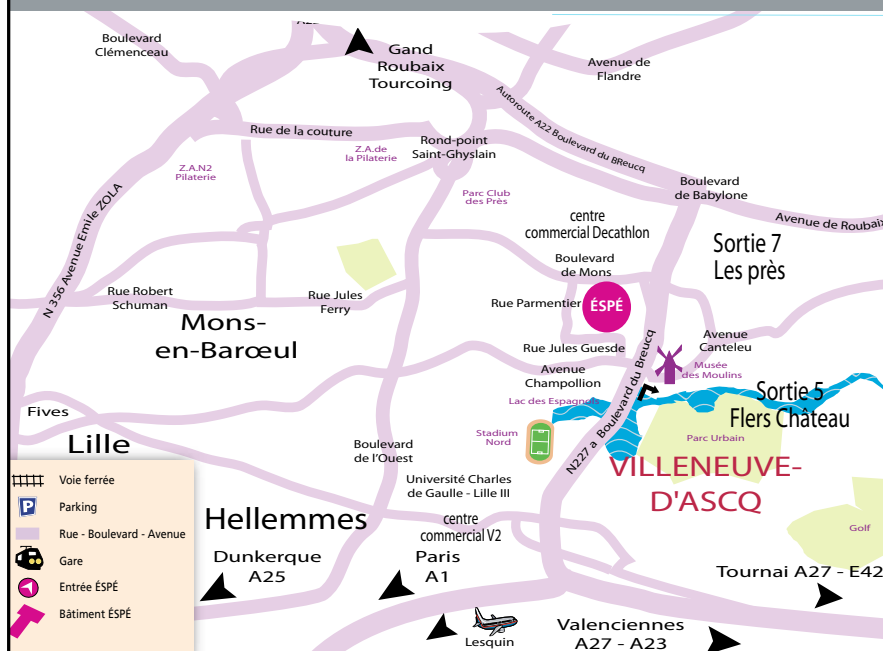 Boulevard
Clémenceau
Gand
Roubaix
Tourcoing
Avenue de
Flandre
Autoroute A22 Boulevard du BReucq
Rue de la couture
Rond-point
Saint-Ghyslain
Z.A.de
la Pilaterie
Z.A.N2
Pilaterie
Parc Club
des Près
Boulevard
de Babylone
Avenue de Roubaix
N 356 Avenue Emile ZOLA
centre
commercial Decathlon
Sortie 7
Les près
Boulevard
de Mons
Rue Robert
Schuman
Rue Jules
Ferry
Rue Parmentier
ÉSPÉ
Mons-
en-Barœul
Rue Jules Guesde
Avenue
Canteleu
Avenue
Champollion
Musée
des Moulins
N227 a Boulevard du Breucq
Lac des Espagnols
Sortie 5
Flers Château
Fives
Lille
Stadium
Nord
Parc Urbain
Boulevard
de l'Ouest
VILLENEUVE-
D'ASCQ
Université Charles
de Gaulle - Lille III
Hellemmes
centre
commercial V2
Golf
Dunkerque
A25
Paris
A1
Tournai A27 - E42
Lesquin
Valenciennes
A27 - A23
Voie ferrée
P
Parking
Rue - Boulevard - Avenue
Gare
Entrée ÉSPÉ
Bâtiment ÉSPÉ